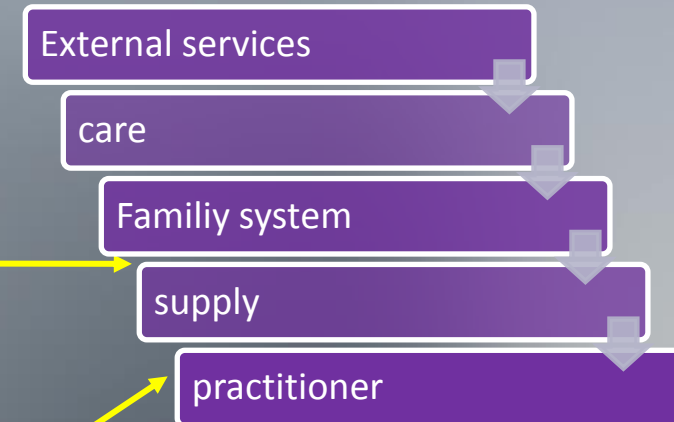 External services
care
Familiy system
supply
practitioner